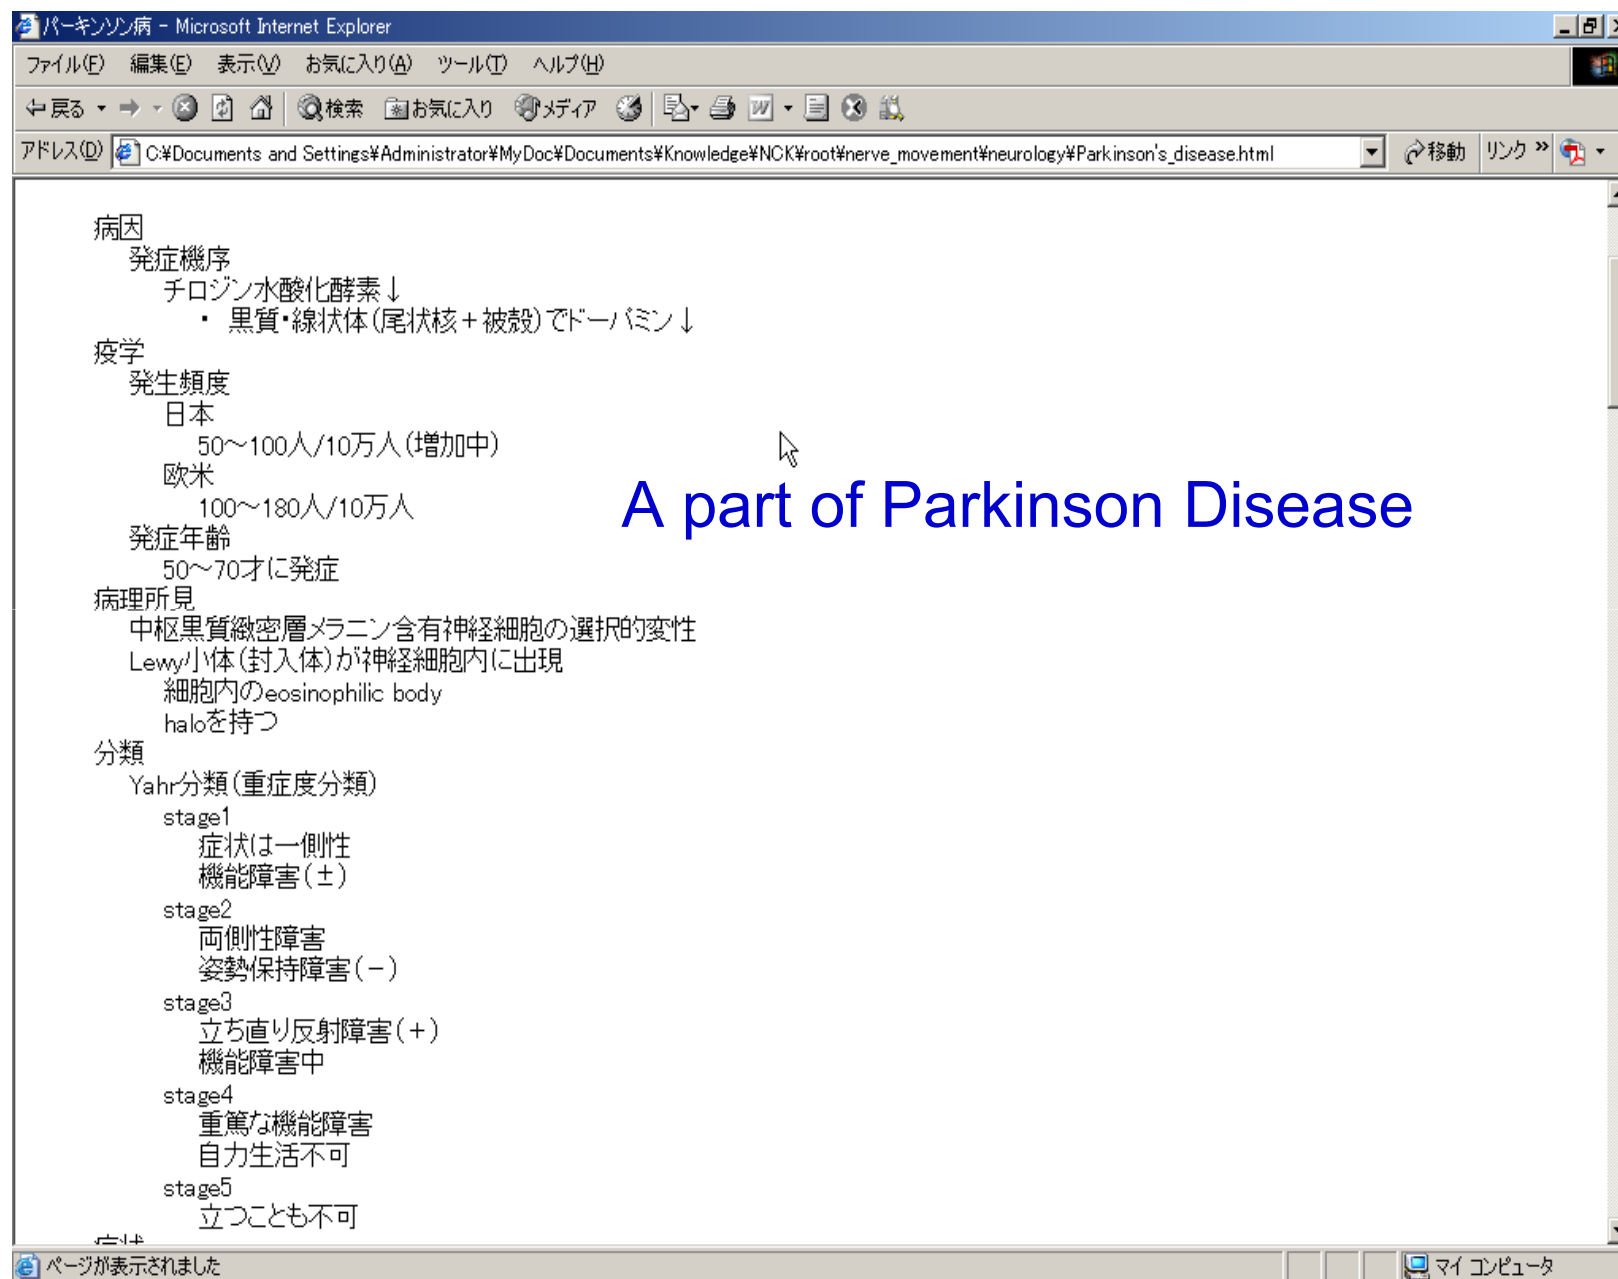 パーキンソン病 - Microsoft Internet Explorer
ファイル(F) 編集(E) 表示(V) お気に入り(A) ツール(T) ヘルプ(H)
戻る 検索 お気に入り メディア
アドレス(D) C:¥Documents and Settings¥Administrator¥MyDoc¥Documents¥Knowledge¥NCK¥root¥nerve_movement¥neurology¥Parkinson's_disease.html 移動 リンク »
病因
発症機序
チロジン水酸化酵素↓
・ 黒質・線状体(尾状核+被殻)でドーパミン↓
疫学
発生頻度
日本
50～100人/10万人(増加中)
欧米
100～180人/10万人
A part of Parkinson Disease
発症年齢
50～70才に発症
病理所見
中枢黒質緻密層メラニン含有神経細胞の選択的変性
Lewy小体(封入体)が神経細胞内に出現
細胞内のeosinophilic body
haloを持つ
分類
Yahr分類(重症度分類)
stage1
症状は一側性
機能障害(±)
stage2
両側性障害
姿勢保持障害(－)
stage3
立ち直り反射障害(+)
機能障害中
stage4
重篤な機能障害
自力生活不可
stage5
立つことも不可
症状
ページが表示されました マイ コンピュータ